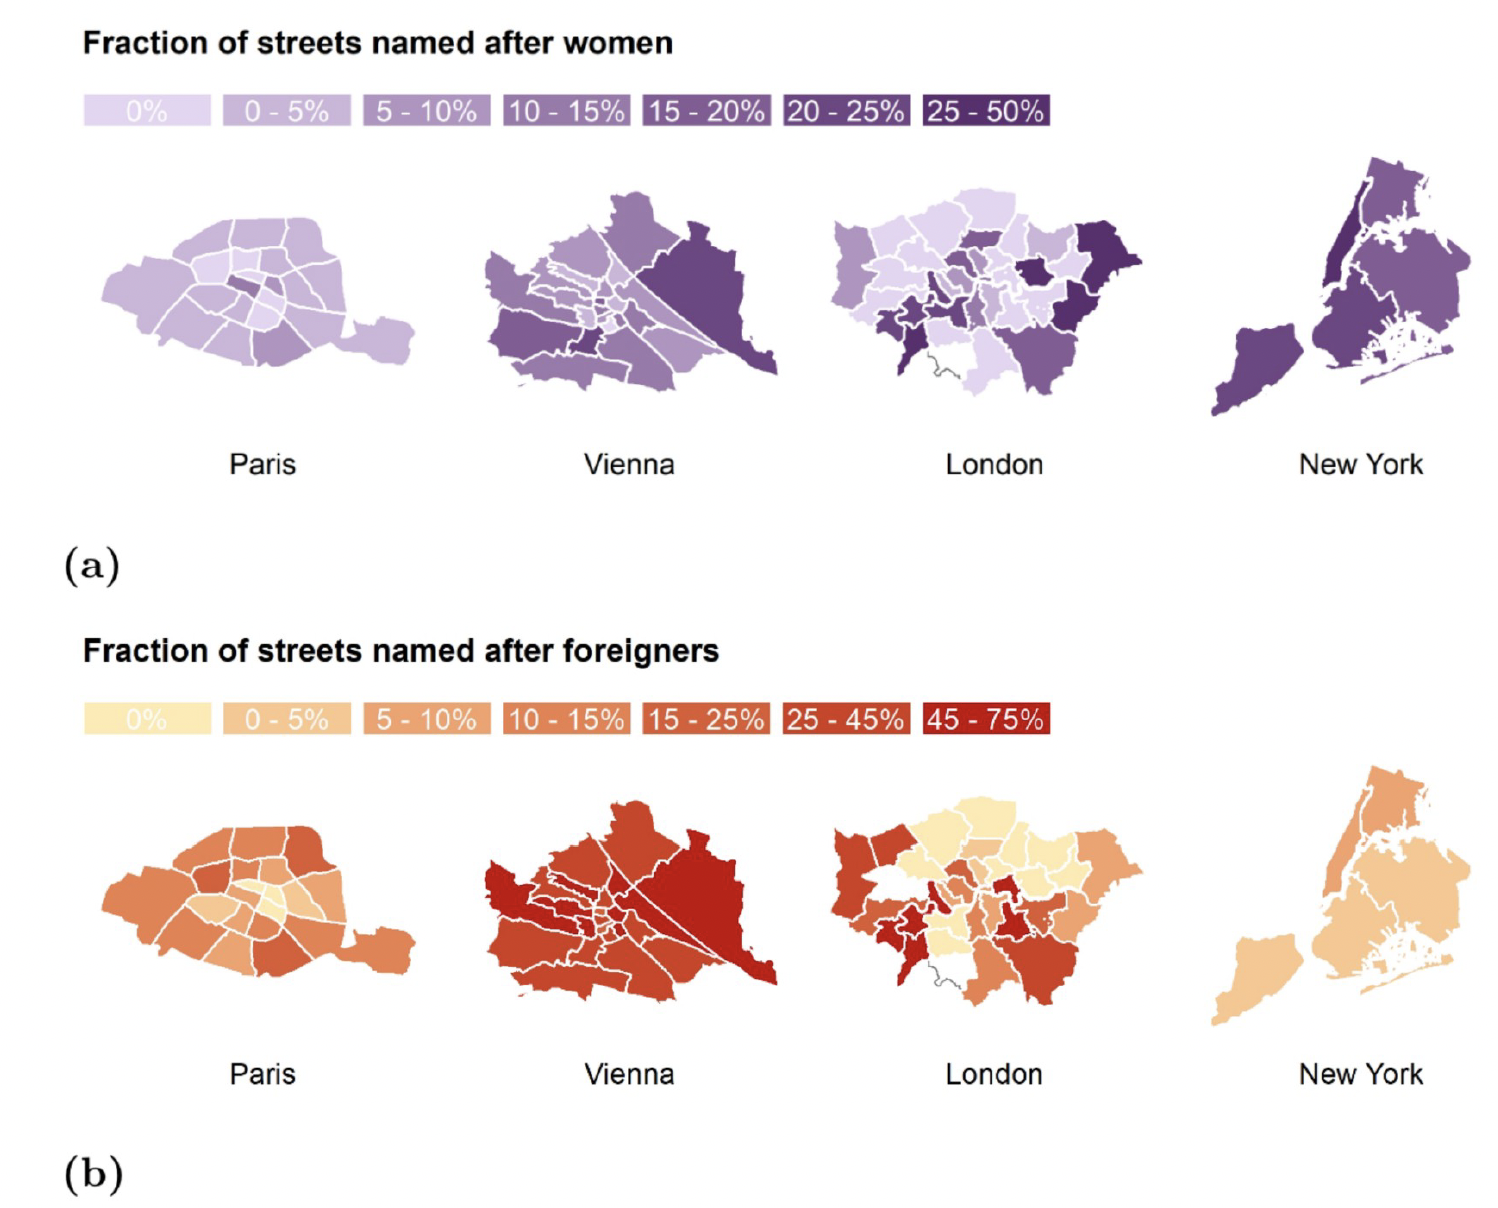 Fraction of streets named after women
0% 0 - 5% 5 - 10% 10 - 15% 15 - 20% 20 - 25% 25 - 50%
Paris Vienna London New York
(a)
Fraction of streets named after foreigners
0% 0 - 5% 5 - 10% 10 - 15% 15 - 25% 25 - 45% 45 - 75%
Paris Vienna London New York
(b)